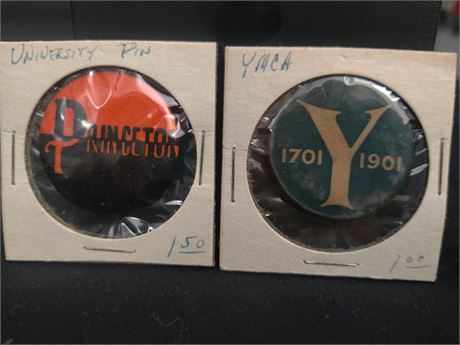 UNIVERSITY PIN
PRINCETON
1.50
YMCA
1701 Y 1901
1.00